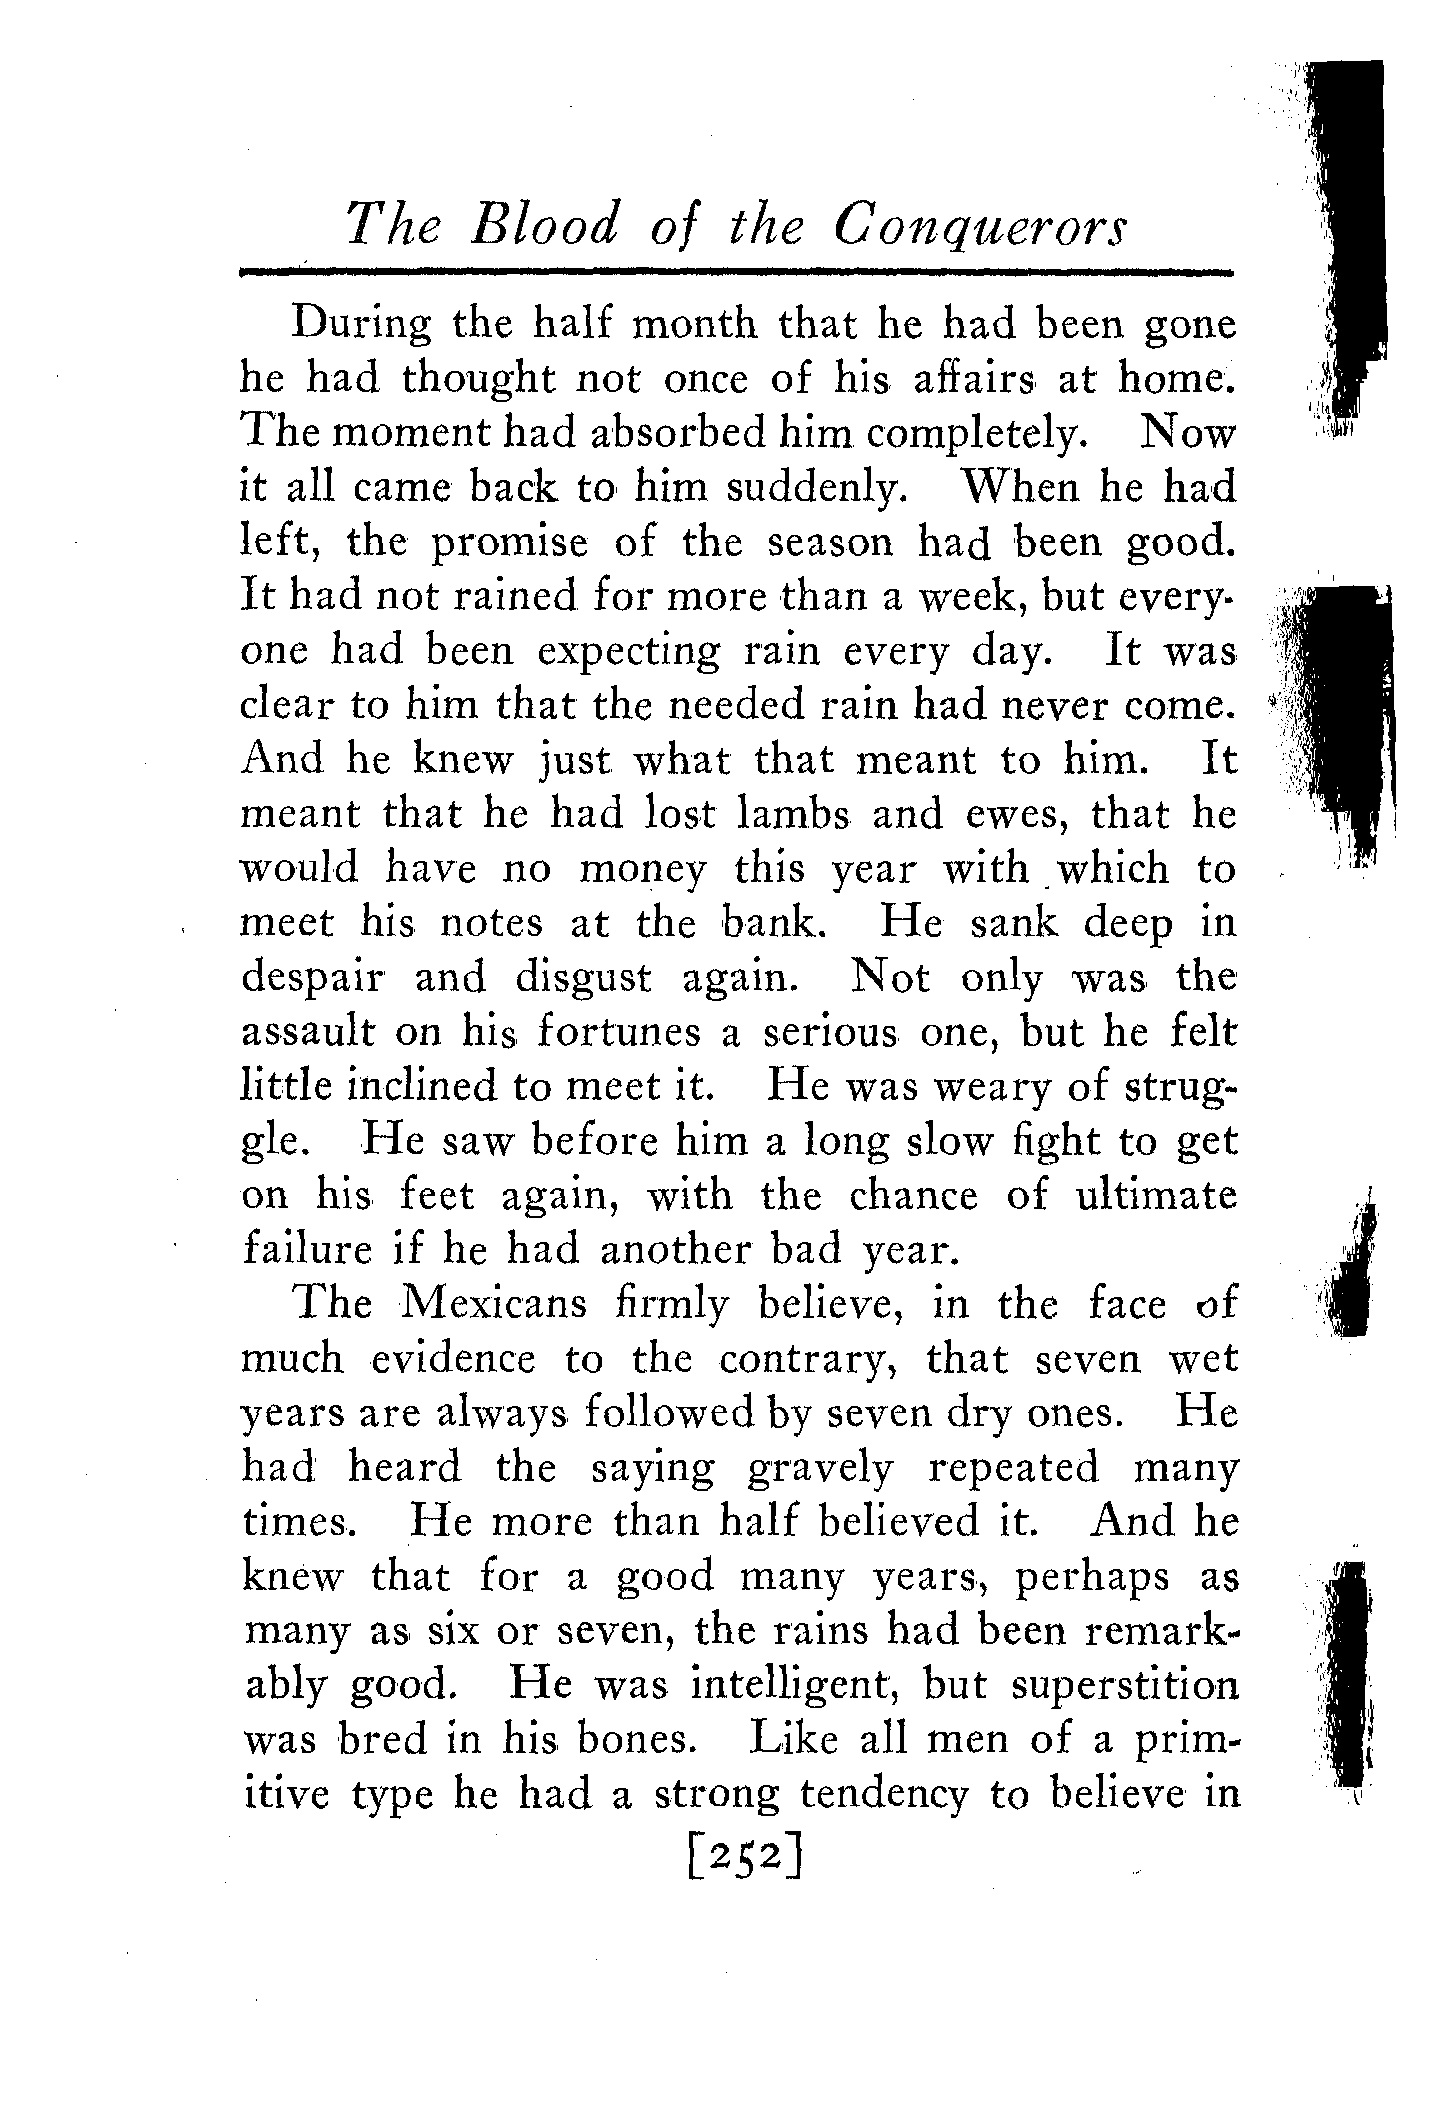 The Blood of the Conquerors
During the half month that he had been gone
he had thought not once of his affairs at home.
The moment had absorbed him completely. Now
it all came back to him suddenly. When he had
left, the promise of the season had been good.
It had not rained for more than a week, but every-
one had been expecting rain every day. It was
clear to him that the needed rain had never come.
And he knew just what that meant to him. It
meant that he had lost lambs and ewes, that he
would have no money this year with which to
meet his notes at the bank. He sank deep in
despair and disgust again. Not only was the
assault on his fortunes a serious one, but he felt
little inclined to meet it. He was weary of strug-
gle. He saw before him a long slow fight to get
on his feet again, with the chance of ultimate
failure if he had another bad year.
The Mexicans firmly believe, in the face of
much evidence to the contrary, that seven wet
years are always followed by seven dry ones. He
had heard the saying gravely repeated many
times. He more than half believed it. And he
knew that for a good many years, perhaps as
many as six or seven, the rains had been remark-
ably good. He was intelligent, but superstition
was bred in his bones. Like all men of a prim-
itive type he had a strong tendency to believe in
[252]